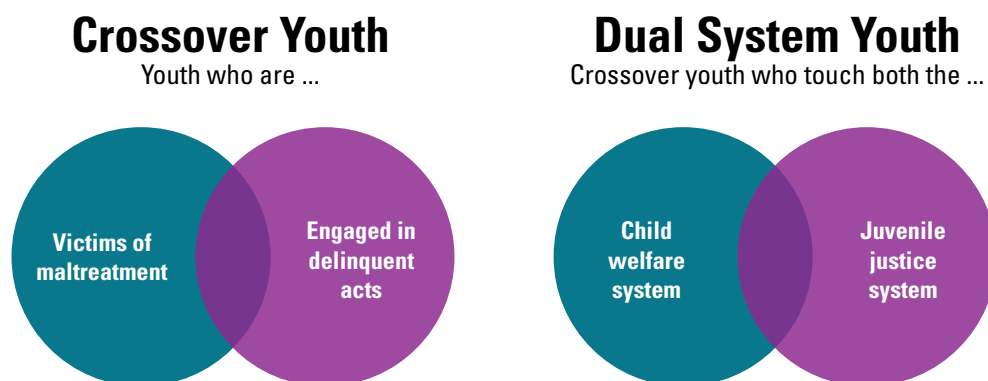 Crossover Youth
Youth who are ...
Victims of
maltreatment
Engaged in
delinquent
acts
Dual System Youth
Crossover youth who touch both the ...
Child
welfare
system
Juvenile
justice
system